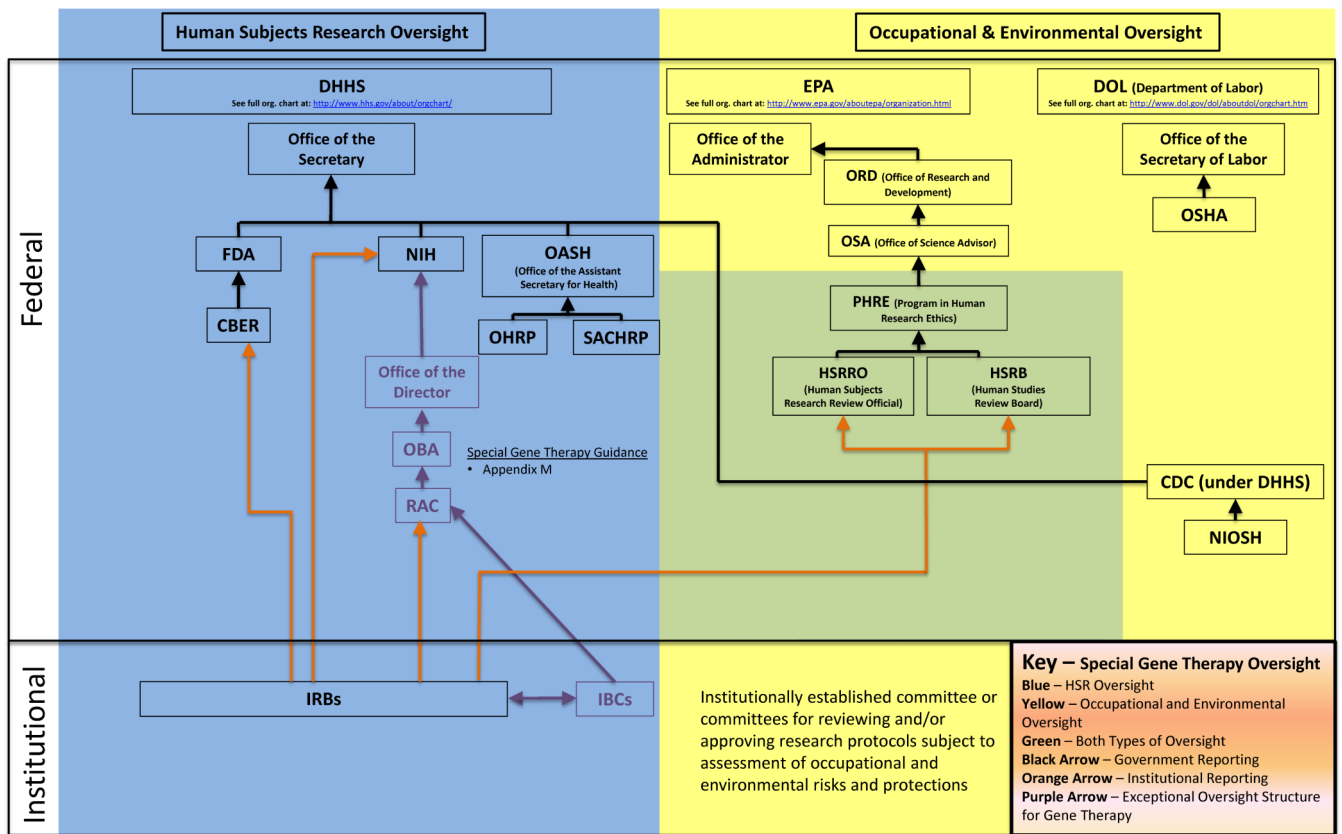 Human Subjects Research Oversight
Occupational & Environmental Oversight
Federal
DHHS
See full org. chart at: http://www.hhs.gov/about/orgchart/
EPA
See full org. chart at: http://www.epa.gov/aboutepa/organization.html
DOL (Department of Labor)
See full org. chart at: http://www.dol.gov/dol/aboutdol/orgchart.htm
Office of the
Secretary
Office of the
Administrator
ORD (Office of Research and
Development)
Office of the
Secretary of Labor
OSHA
FDA
NIH
OASH
(Office of the Assistant
Secretary for Health)
OSA (Office of Science Advisor)
CBER
OHRP
SACHRP
PHRE (Program in Human
Research Ethics)
Office of the
Director
HSRRO
(Human Subjects
Research Review Official)
HSRB
(Human Studies
Review Board)
OBA
Special Gene Therapy Guidance
• Appendix M
RAC
CDC (under DHHS)
NIOSH
Institutional
IRBs
IBCs
Institutionally established committee or
committees for reviewing and/or
approving research protocols subject to
assessment of occupational and
environmental risks and protections
Key – Special Gene Therapy Oversight
Blue – HSR Oversight
Yellow – Occupational and Environmental
Oversight
Green – Both Types of Oversight
Black Arrow – Government Reporting
Orange Arrow – Institutional Reporting
Purple Arrow – Exceptional Oversight Structure
for Gene Therapy